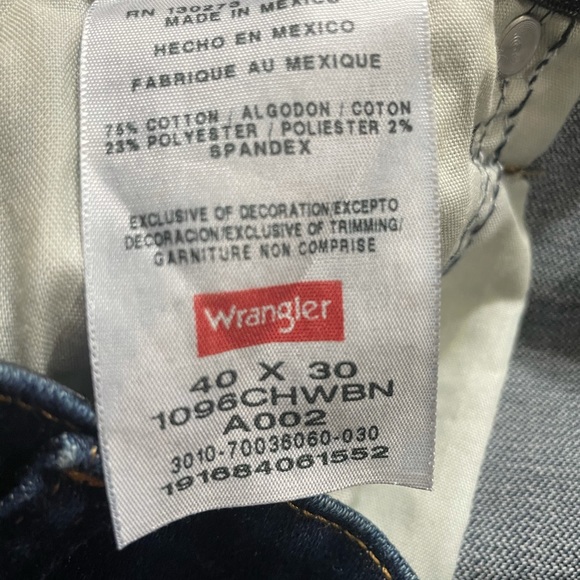 RN 130273
MADE IN MEXICO
HECHO EN MEXICO
FABRIQUE AU MEXIQUE
75% COTTON / ALGODON / COTON
23% POLYESTER / POLIESTER 2%
SPANDEX
EXCLUSIVE OF DECORATION/EXCEPTO
DECORACION/EXCLUSIVE OF TRIMMING/
GARNITURE NON COMPRISE
Wrangler
40 X 30
1096CHWBN
A002
3010-70036060-030
191684061552